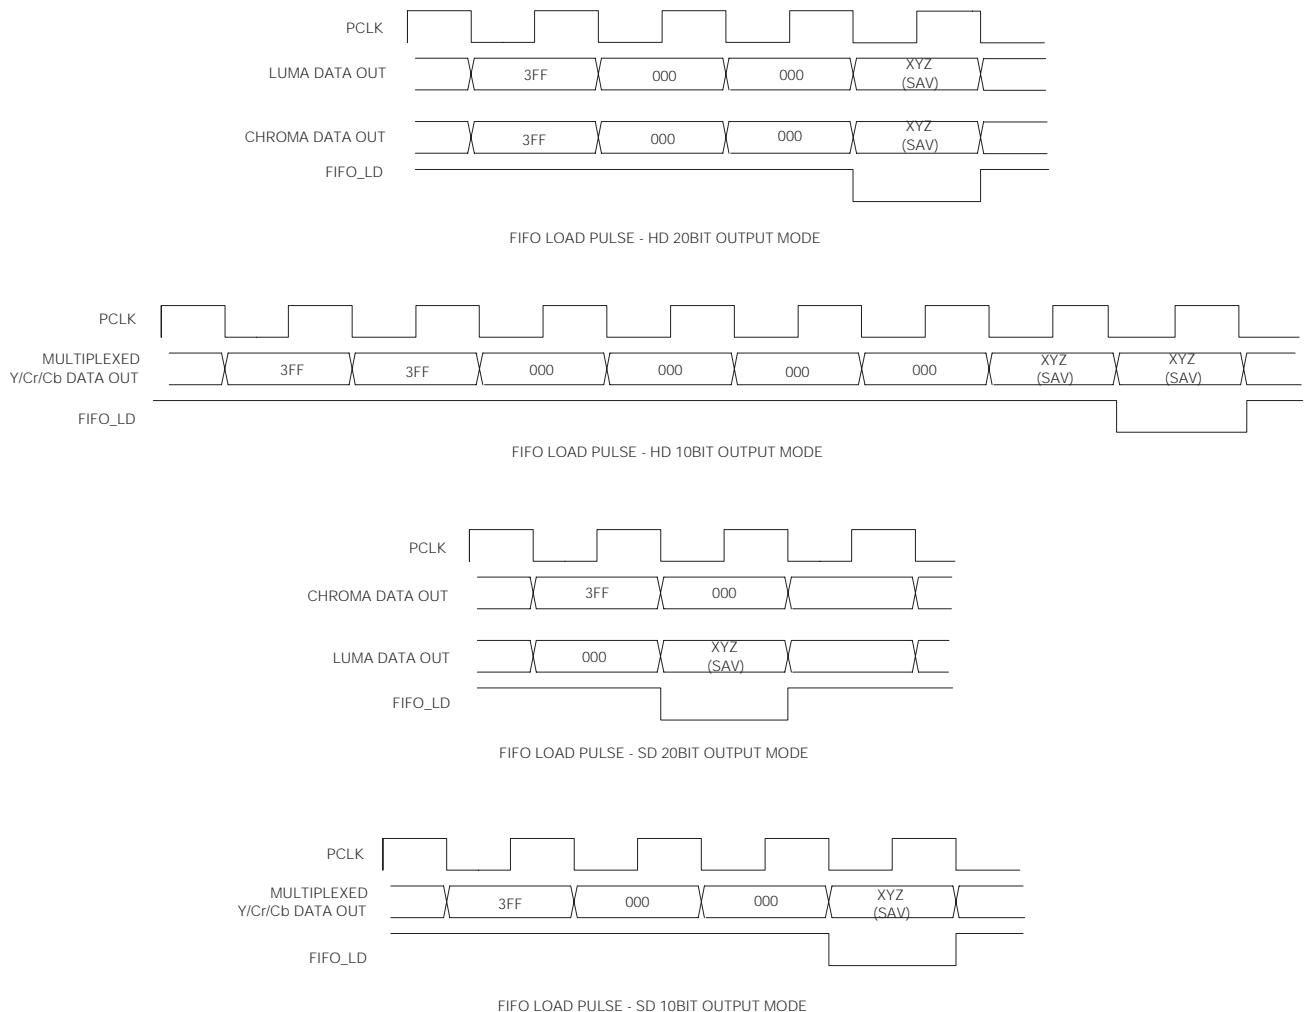 PCLK
LUMA DATA OUT
3FF
000
000
XYZ
(SAV)
CHROMA DATA OUT
3FF
000
000
XYZ
(SAV)
FIFO_LD
FIFO LOAD PULSE - HD 20BIT OUTPUT MODE
PCLK
MULTIPLEXED
Y/Cr/Cb DATA OUT
3FF
3FF
000
000
000
000
XYZ
(SAV)
XYZ
(SAV)
FIFO_LD
FIFO LOAD PULSE - HD 10BIT OUTPUT MODE
PCLK
CHROMA DATA OUT
3FF
000
LUMA DATA OUT
000
XYZ
(SAV)
FIFO_LD
FIFO LOAD PULSE - SD 20BIT OUTPUT MODE
PCLK
MULTIPLEXED
Y/Cr/Cb DATA OUT
3FF
000
000
XYZ
(SAV)
FIFO_LD
FIFO LOAD PULSE - SD 10BIT OUTPUT MODE